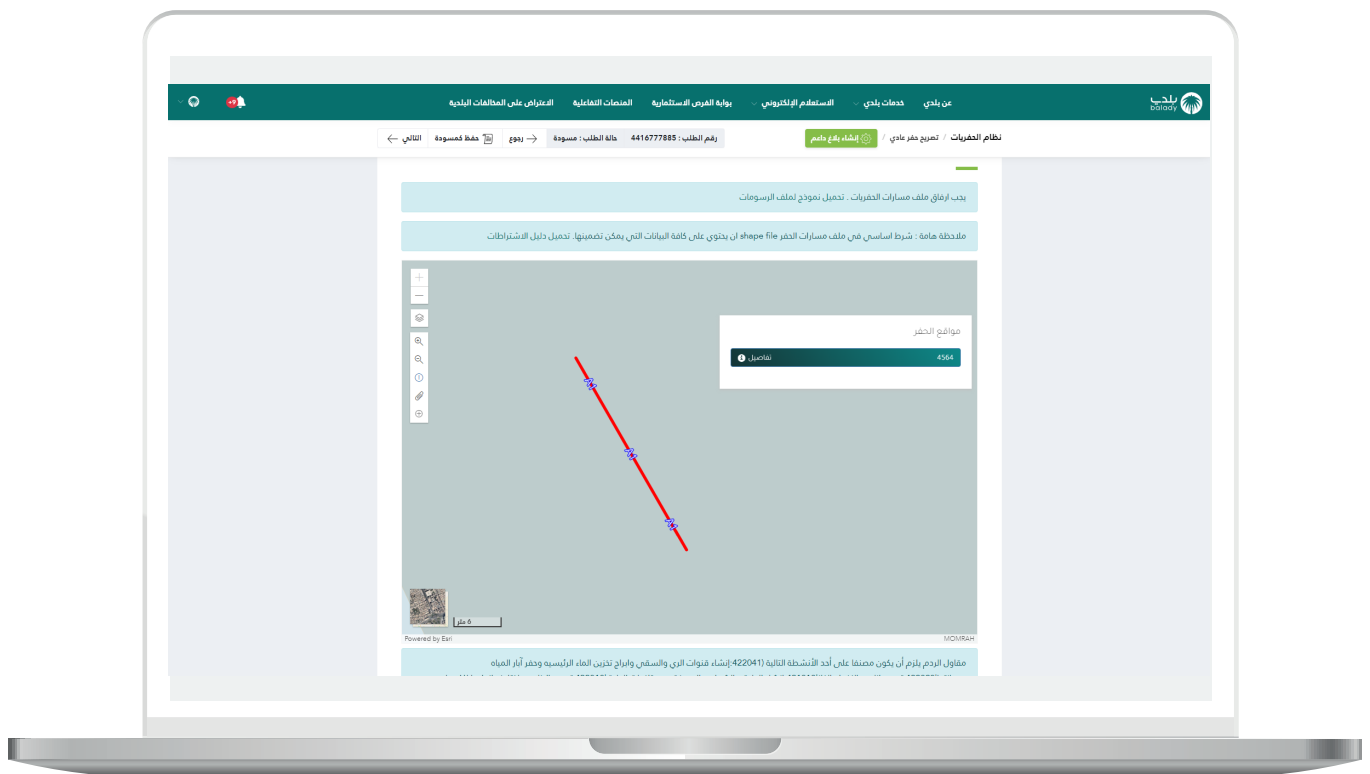 بلدي
balady
عن بلدي
خدمات بلدي
الاستعلام الإلكتروني
بوابة الفرص الاستثمارية
المنصات التفاعلية
الاعتراض على المخالفات البلدية
+9
نظام الحفريات / تصريح حفر عادي /
إنشاء بلاغ داعم
رقم الطلب : 4416777885
حالة الطلب : مسودة
رجوع
حفظ كمسودة
التالي
يجب ارفاق ملف مسارات الحفريات . تحميل نموذج لملف الرسومات
ملاحظة هامة : شرط اساسي في ملف مسارات الحفر shape file ان يحتوي على كافة البيانات التي يمكن تضمينها. تحميل دليل الاشتراطات
مواقع الحفر
4564
تفاصيل
6 متر
MOMRAH
Powered by Esri
مقاول الردم يلزم أن يكون مصنفا على أحد الأنشطة التالية (422041:إنشاء قنوات الري والسقي وابراج تخزين الماء الرئيسيه وحفر آبار المياه